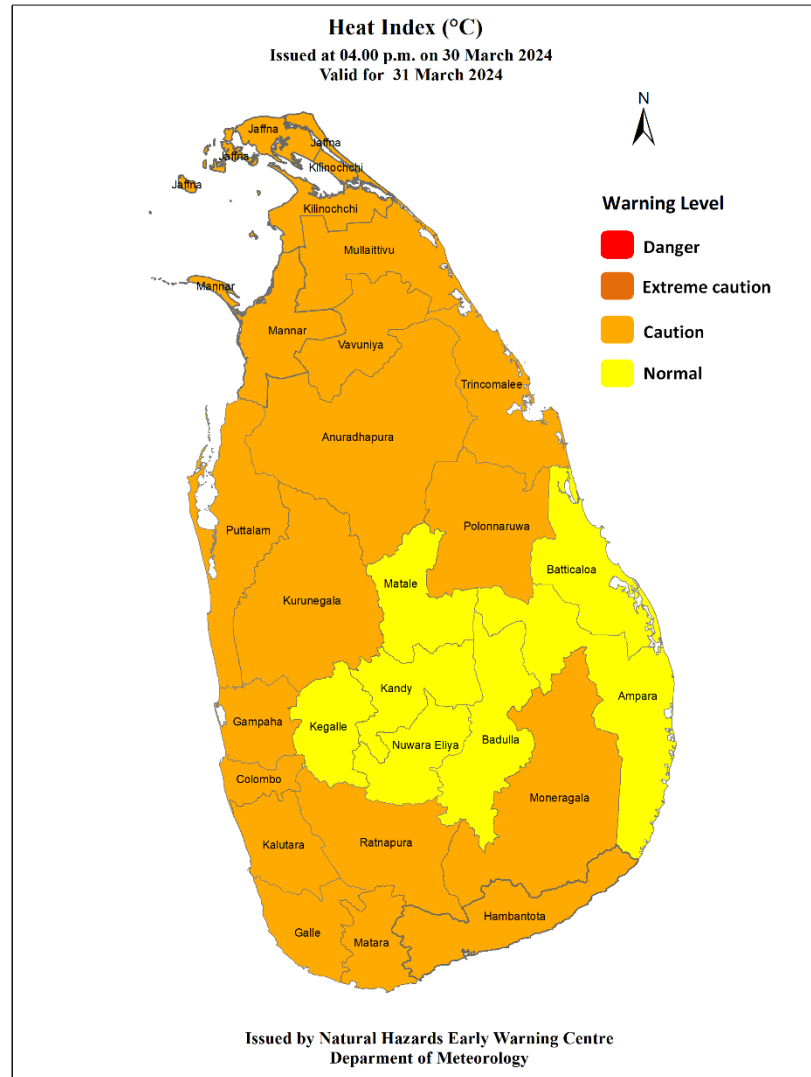 Heat Index (°C)
Issued at 04.00 p.m. on 30 March 2024
Valid for 31 March 2024
N
Warning Level
Danger
Extreme caution
Caution
Normal
Jaffna
Jaffna
Jaffna
Kilinochchi
Jaffna
Kilinochchi
Mullaittivu
Mannar
Mannar
Vavuniya
Trincomalee
Anuradhapura
Polonnaruwa
Puttalam
Batticaloa
Matale
Kurunegala
Kandy
Ampara
Gampaha
Kegalle
Nuwara Eliya
Badulla
Colombo
Moneragala
Kalutara
Ratnapura
Hambantota
Galle
Matara
Issued by Natural Hazards Early Warning Centre
Deparment of Meteorology